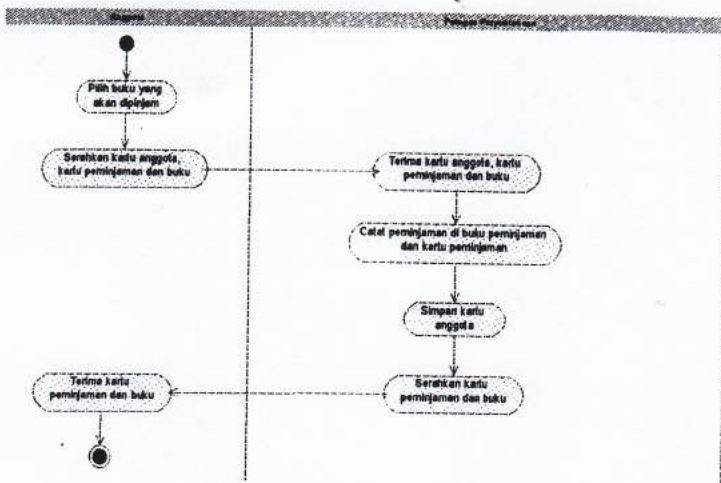 Anggota
Petugas Perpustakaan
Pilih buku yang
akan dipinjam
Serahkan kartu anggota,
kartu peminjaman dan buku
Terima kartu anggota, kartu
peminjaman dan buku
Catat peminjaman di buku peminjaman
dan kartu peminjaman
Simpan kartu
anggota
Serahkan kartu
peminjaman dan buku
Terima kartu
peminjaman dan buku